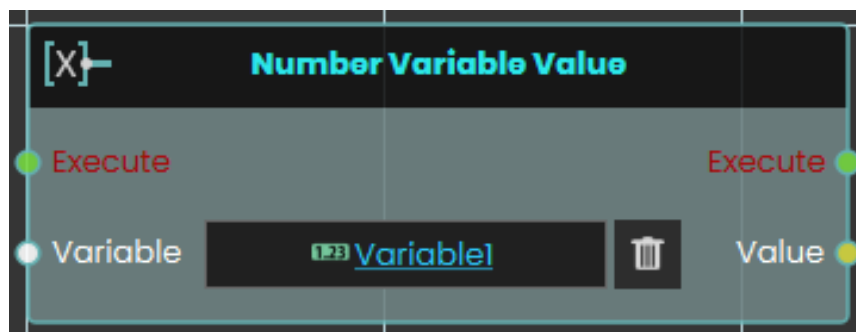 [X] Number Variable Value
Execute Execute
Variable 1.23 Variable1 Value